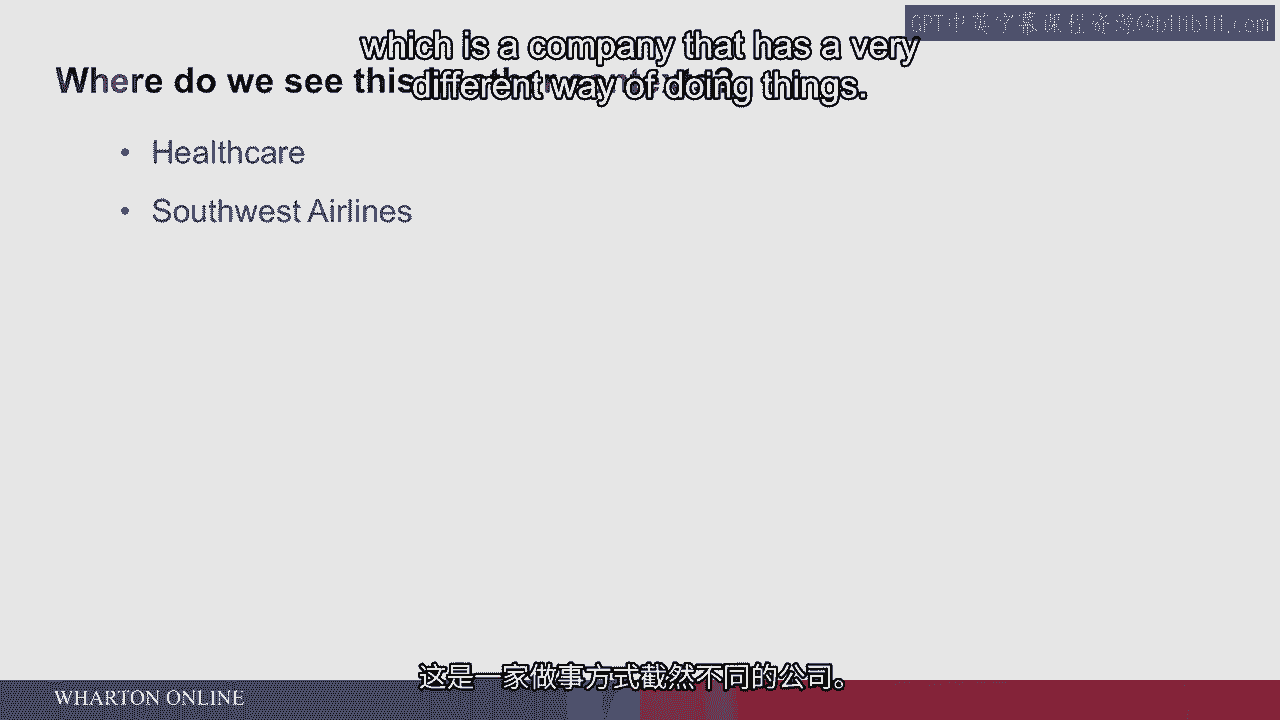 GPT中英字幕课程资源@bilibili.com
which is a company that has a very
Where do we see this
different way of doing things.
• Healthcare
• Southwest Airlines
这是一家做事方式截然不同的公司。
WHARTON ONLINE